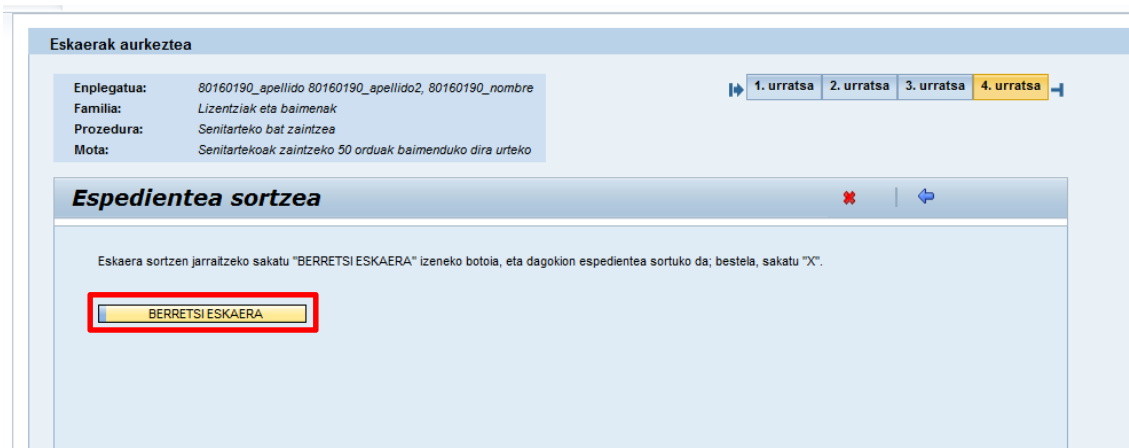 Eskaerak aurkeztea
Enplegatua: 80160190_apellido 80160190_apellido2, 80160190_nombre
Familia: Lizentziak eta baimenak
Prozedura: Senitarteko bat zaintzea
Mota: Senitartekoak zaintzeko 50 orduak baimenduko dira urteko
1. urratsa 2. urratsa 3. urratsa 4. urratsa
Espedientea sortzea
Eskaera sortzen jarraitzeko sakatu "BERRETSI ESKAERA" izeneko botoia, eta dagokion espedientea sortuko da; bestela, sakatu "X".
BERRETSI ESKAERA